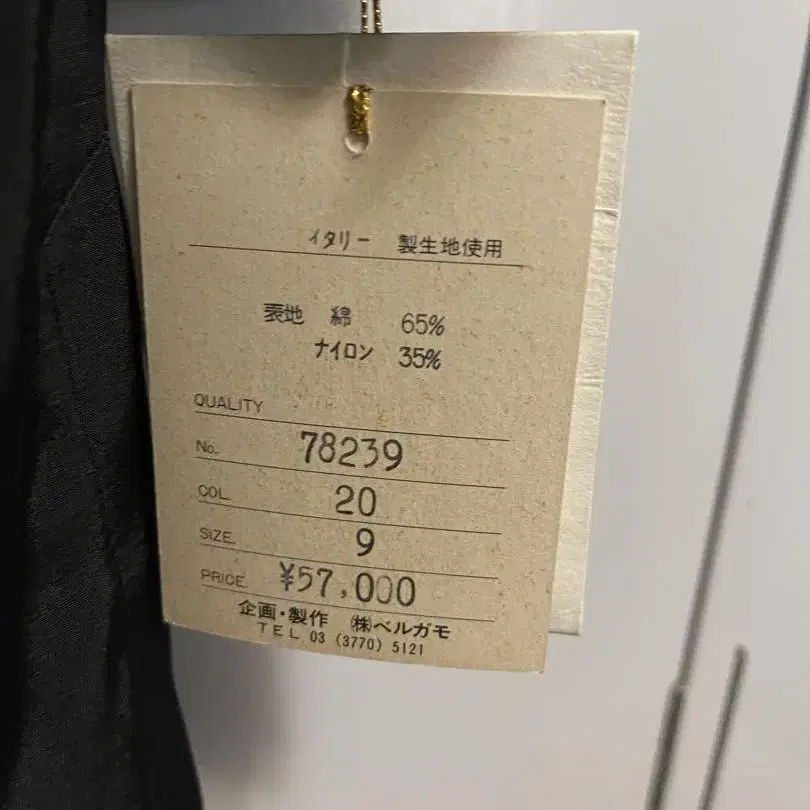 イタリー 製生地使用
表地 綿 65%
ナイロン 35%
QUALITY
No. 78239
COL. 20
SIZE. 9
PRICE. ¥57,000
企画・製作 ㈱ベルガモ
TEL 03 (3770) 5121